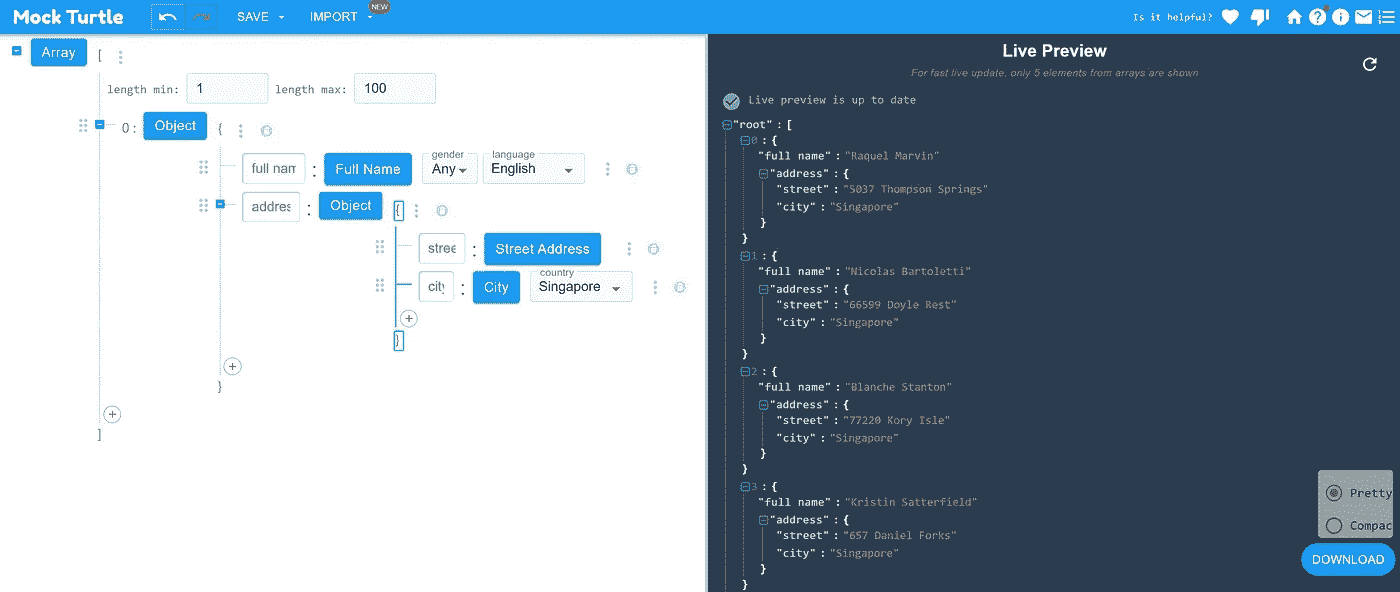 Mock Turtle SAVE IMPORT NEW Is it helpful?
Array [
length min: 1 length max: 100
0: Object {
gender language
full nam : Full Name Any English
addres : Object {
stree : Street Address
country
city : City Singapore
}
}
]
Live Preview
For fast live update, only 5 elements from arrays are shown
Live preview is up to date
"root" : [
0 : {
"full name" : "Raquel Marvin"
"address" : {
"street" : "5037 Thompson Springs"
"city" : "Singapore"
}
}
1 : {
"full name" : "Nicolas Bartoletti"
"address" : {
"street" : "66599 Doyle Rest"
"city" : "Singapore"
}
}
2 : {
"full name" : "Blanche Stanton"
"address" : {
"street" : "77220 Kory Isle"
"city" : "Singapore"
}
}
3 : {
"full name" : "Kristin Satterfield"
"address" : {
"street" : "657 Daniel Forks"
"city" : "Singapore"
}
}
Pretty
Compac
DOWNLOAD